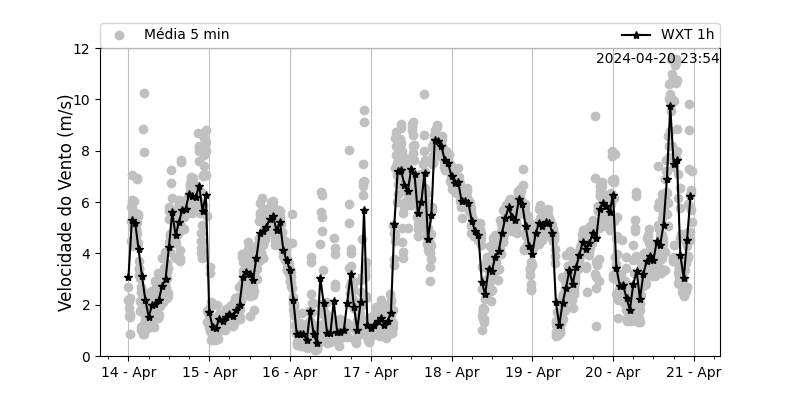 Média 5 min
WXT 1h
2024-04-20 23:54
Velocidade do Vento (m/s)
12
10
8
6
4
2
0
14 - Apr
15 - Apr
16 - Apr
17 - Apr
18 - Apr
19 - Apr
20 - Apr
21 - Apr